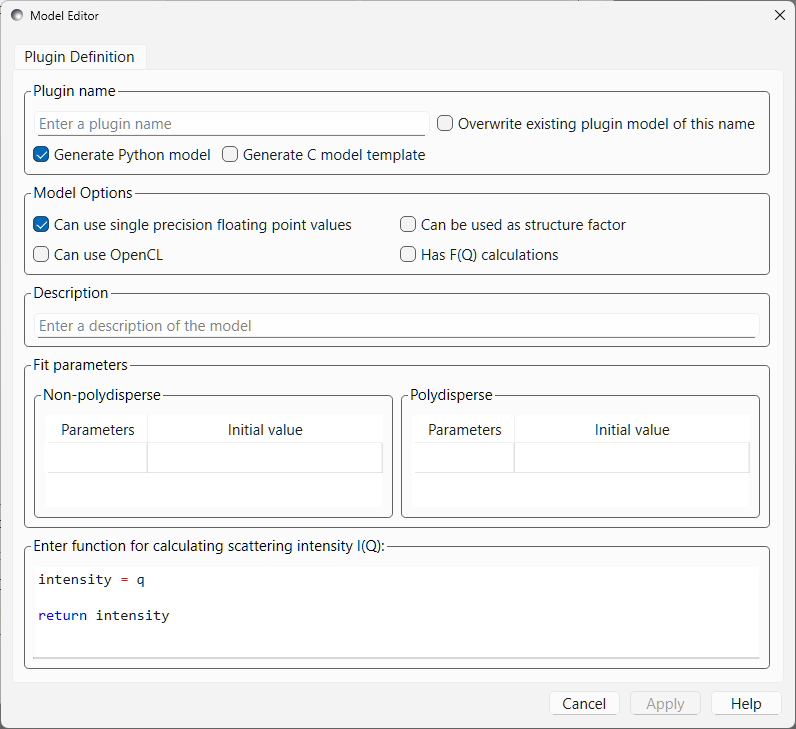 Model Editor
Plugin Definition
Plugin name
Enter a plugin name
Overwrite existing plugin model of this name
Generate Python model
Generate C model template
Model Options
Can use single precision floating point values
Can be used as structure factor
Can use OpenCL
Has F(Q) calculations
Description
Enter a description of the model
Fit parameters
Non-polydisperse
Polydisperse
Parameters
Initial value
Parameters
Initial value
Enter function for calculating scattering intensity I(Q):
intensity = q
return intensity
Cancel
Apply
Help